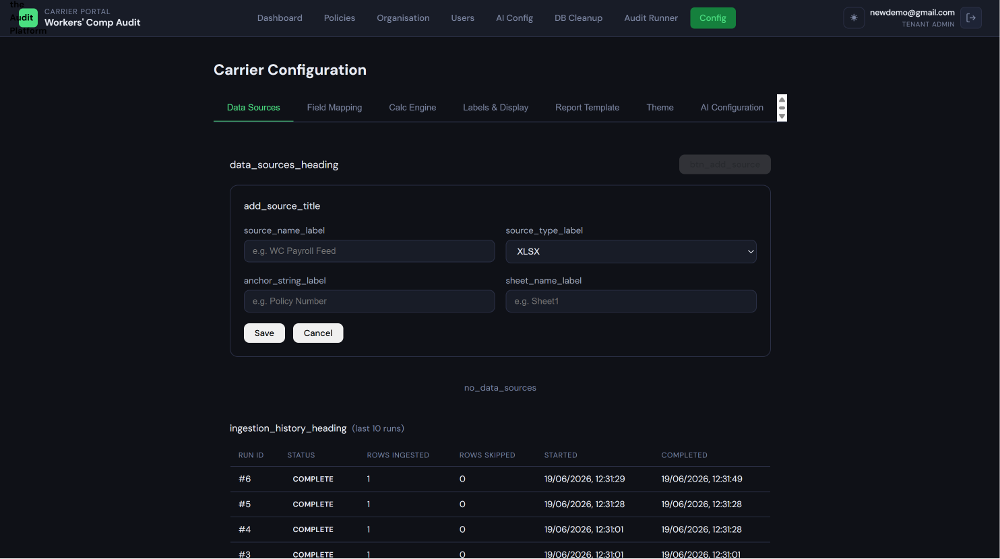 the
Audit
Platform
CARRIER PORTAL
Workers' Comp Audit
Dashboard
Policies
Organisation
Users
AI Config
DB Cleanup
Audit Runner
Config
newdemo@gmail.com
TENANT ADMIN
Carrier Configuration
Data Sources
Field Mapping
Calc Engine
Labels & Display
Report Template
Theme
AI Configuration
data_sources_heading
btn_add_source
add_source_title
source_name_label
source_type_label
e.g. WC Payroll Feed
XLSX
anchor_string_label
sheet_name_label
e.g. Policy Number
e.g. Sheet1
Save
Cancel
no_data_sources
ingestion_history_heading (last 10 runs)
RUN ID STATUS ROWS INGESTED ROWS SKIPPED STARTED COMPLETED
#6 COMPLETE 1 0 19/06/2026, 12:31:29 19/06/2026, 12:31:49
#5 COMPLETE 1 0 19/06/2026, 12:31:28 19/06/2026, 12:31:28
#4 COMPLETE 1 0 19/06/2026, 12:31:01 19/06/2026, 12:31:28
#3 COMPLETE 1 0 19/06/2026, 12:31:01 19/06/2026, 12:31:01